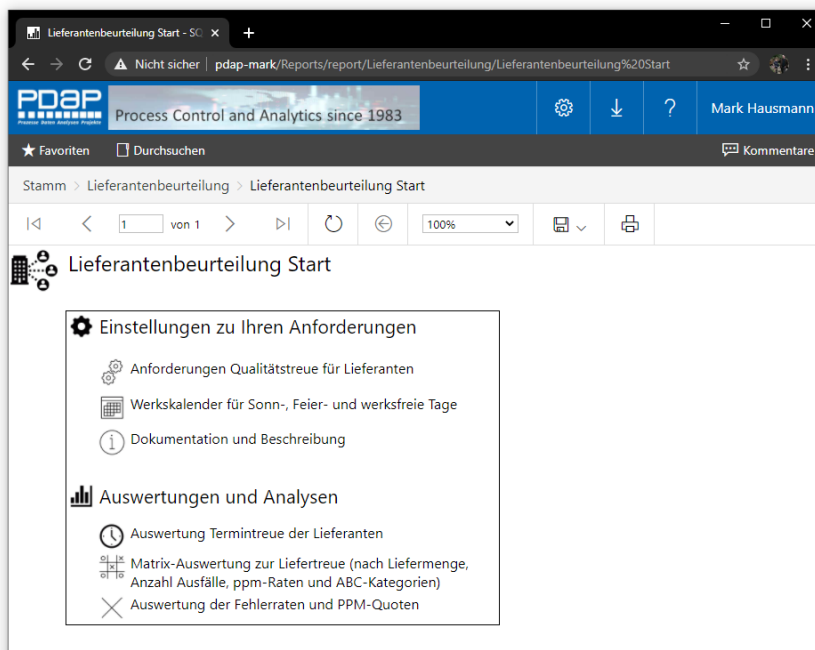 Lieferantenbeurteilung Start - SQ
Nicht sicher | pdap-mark/Reports/report/Lieferantenbeurteilung/Lieferantenbeurteilung%20Start
PDAP
Prozesse Daten Analysen Projekte
Process Control and Analytics since 1983
Mark Hausmann
Favoriten Durchsuchen Kommentare
Stamm > Lieferantenbeurteilung > Lieferantenbeurteilung Start
1 von 1 100%
Lieferantenbeurteilung Start
Einstellungen zu Ihren Anforderungen
Anforderungen Qualitätstreue für Lieferanten
Werkskalender für Sonn-, Feier- und werksfreie Tage
Dokumentation und Beschreibung
Auswertungen und Analysen
Auswertung Termintreue der Lieferanten
Matrix-Auswertung zur Liefertreue (nach Liefermenge,
Anzahl Ausfälle, ppm-Raten und ABC-Kategorien)
Auswertung der Fehlerraten und PPM-Quoten